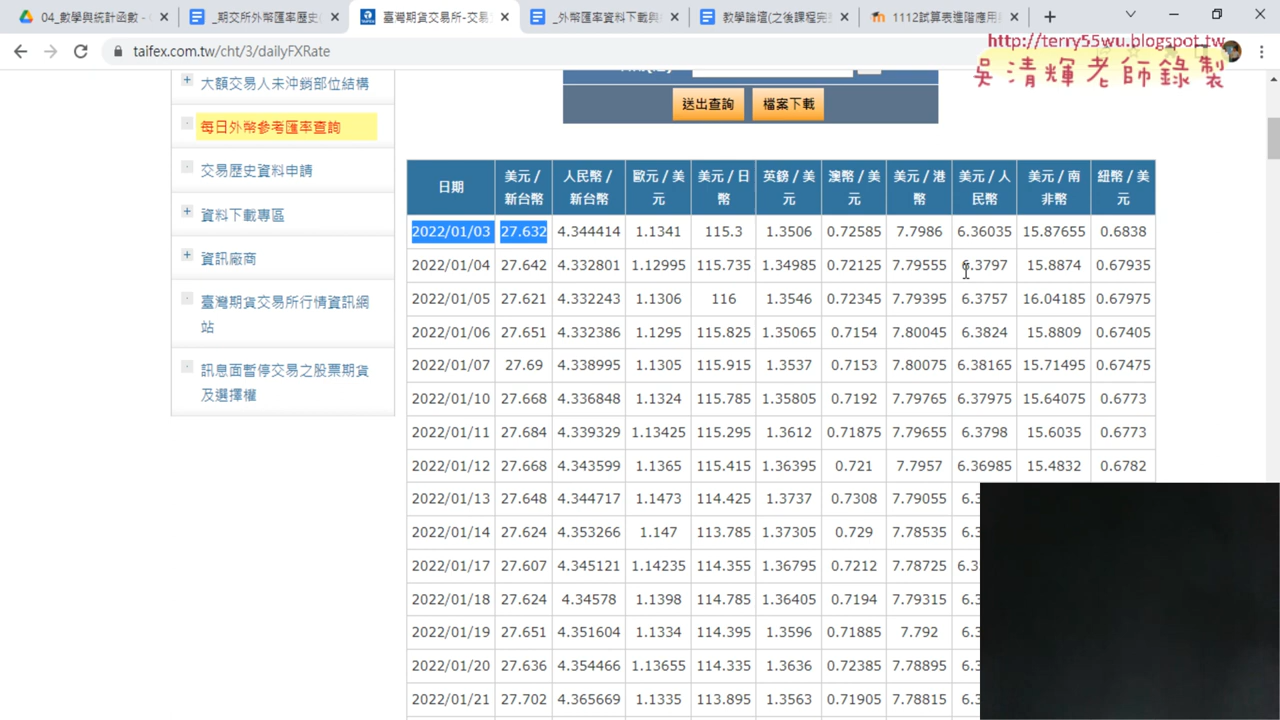 04_數學與統計函數 - G
_期交所外幣匯率歷史
臺灣期貨交易所-交易
_外幣匯率資料下載與
教學論壇(之後課程完
1112試算表進階應用
taifex.com.tw/cht/3/dailyFXRate
http://terry55wu.blogspot.tw
吳清輝老師錄製
大額交易人未沖銷部位結構
每日外幣參考匯率查詢
交易歷史資料申請
資料下載專區
資訊廠商
臺灣期貨交易所行情資訊網
站
訊息面暫停交易之股票期貨
及選擇權
送出查詢 檔案下載
日期 美元/新台幣 人民幣/新台幣 歐元/美元 美元/日幣 英鎊/美元 澳幣/美元 美元/港幣 美元/人民幣 美元/南非幣 紐幣/美元
2022/01/03 27.632 4.344414 1.1341 115.3 1.3506 0.72585 7.7986 6.36035 15.87655 0.6838
2022/01/04 27.642 4.332801 1.12995 115.735 1.34985 0.72125 7.79555 6.3797 15.8874 0.67935
2022/01/05 27.621 4.332243 1.1306 116 1.3546 0.72345 7.79395 6.3757 16.04185 0.67975
2022/01/06 27.651 4.332386 1.1295 115.825 1.35065 0.7154 7.80045 6.3824 15.8809 0.67405
2022/01/07 27.69 4.338995 1.1305 115.915 1.3537 0.7153 7.80075 6.38165 15.71495 0.67475
2022/01/10 27.668 4.336848 1.1324 115.785 1.35805 0.7192 7.79765 6.37975 15.64075 0.6773
2022/01/11 27.684 4.339329 1.13425 115.295 1.3612 0.71875 7.79655 6.3798 15.6035 0.6773
2022/01/12 27.668 4.343599 1.1365 115.415 1.36395 0.721 7.7957 6.36985 15.4832 0.6782
2022/01/13 27.648 4.344717 1.1473 114.425 1.3737 0.7308 7.79055 6.3
2022/01/14 27.624 4.353266 1.147 113.785 1.37305 0.729 7.78535 6.3
2022/01/17 27.607 4.345121 1.14235 114.355 1.36795 0.7212 7.78725 6.3
2022/01/18 27.624 4.34578 1.1398 114.785 1.36405 0.7194 7.79315 6.3
2022/01/19 27.651 4.351604 1.1334 114.395 1.3596 0.71885 7.792 6.3
2022/01/20 27.636 4.354466 1.13655 114.335 1.3636 0.72385 7.78895 6.3
2022/01/21 27.702 4.365669 1.1335 113.895 1.3563 0.71905 7.78815 6.3